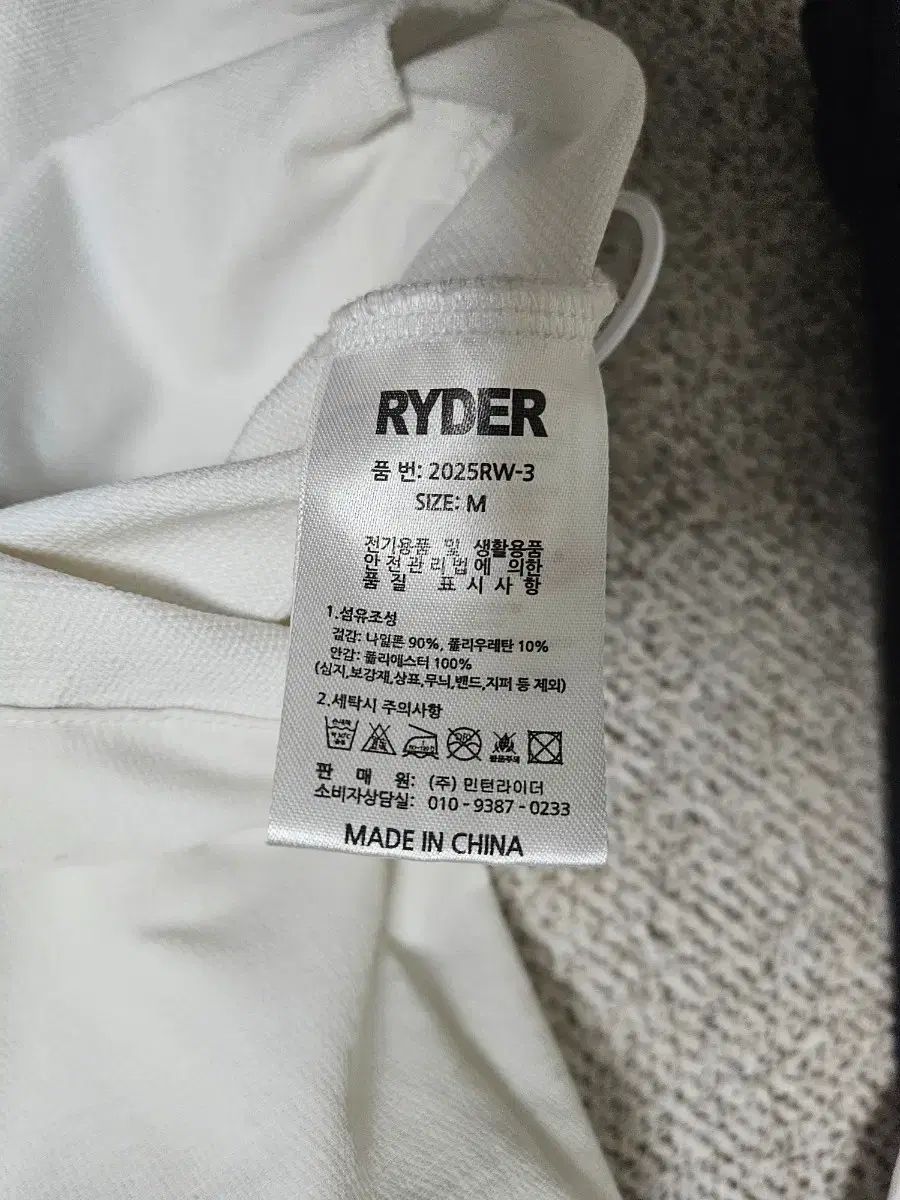 RYDER
품 번: 2025RW-3
SIZE: M
전기용품 및 생활용품
안전관리법에 의한
품 질 표 시 사 항
1.섬유조성
겉감: 나일론 90%, 폴리우레탄 10%
안감: 폴리에스터 100%
(심지,보강재,상표,무늬,밴드,지퍼 등 제외)
2.세탁시 주의사항
판 매 원: (주) 민턴라이더
소비자상담실: 010-9387-0233
MADE IN CHINA